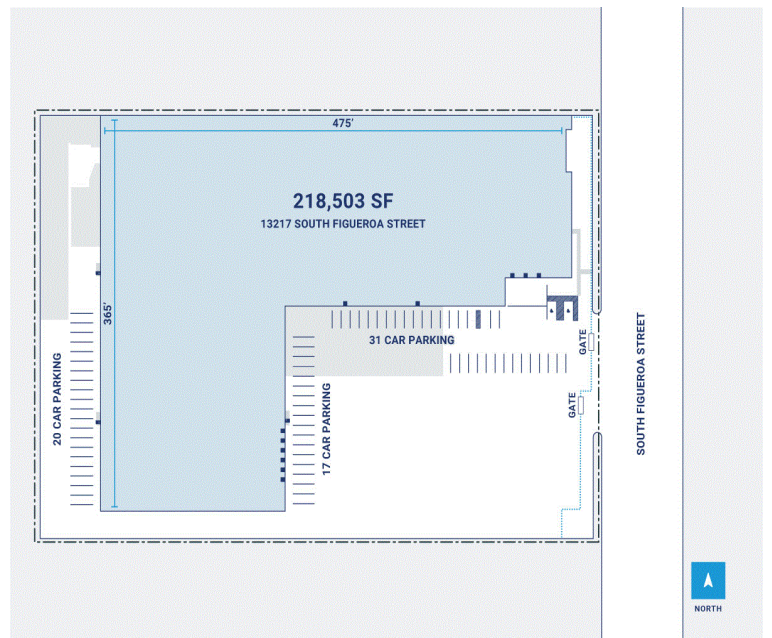 475'
218,503 SF
13217 SOUTH FIGUEROA STREET
365'
31 CAR PARKING
GATE
GATE
20 CAR PARKING
17 CAR PARKING
SOUTH FIGUEROA STREET
NORTH